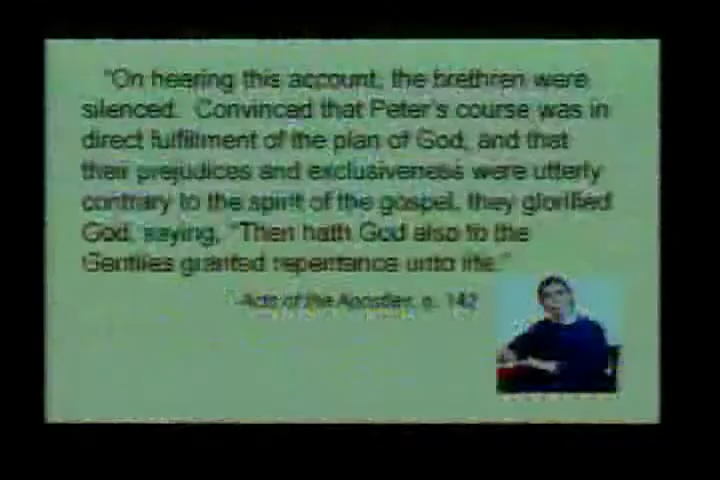 "On hearing this account, the brethren were
silenced. Convinced that Peter's course was in
direct fulfillment of the plan of God, and that
their prejudices and exclusiveness were utterly
contrary to the spirit of the gospel, they glorified
God, saying, "Then hath God also to the
Gentiles granted repentance unto life."
-Acts of the Apostles, p. 142